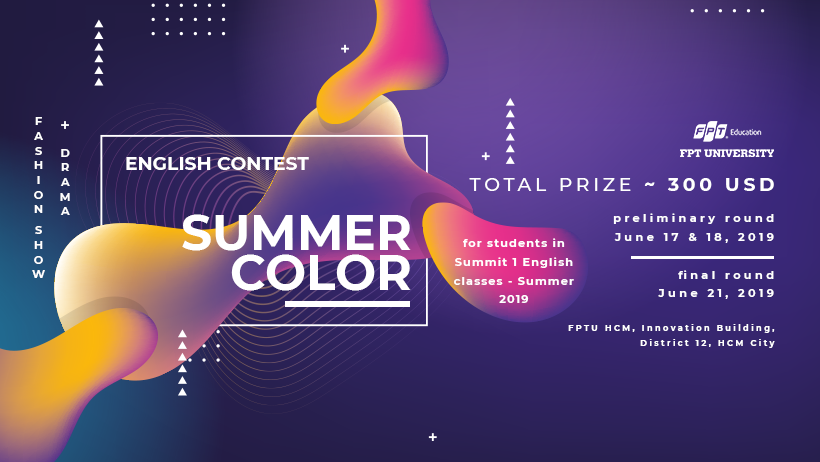 FASHION SHOW
+ DRAMA
ENGLISH CONTEST
SUMMER
COLOR
for students in
Summit 1 English
classes - Summer
2019
FPT Education
FPT UNIVERSITY
TOTAL PRIZE ~ 300 USD
preliminary round
June 17 & 18, 2019
final round
June 21, 2019
FPTU HCM, Innovation Building,
District 12, HCM City